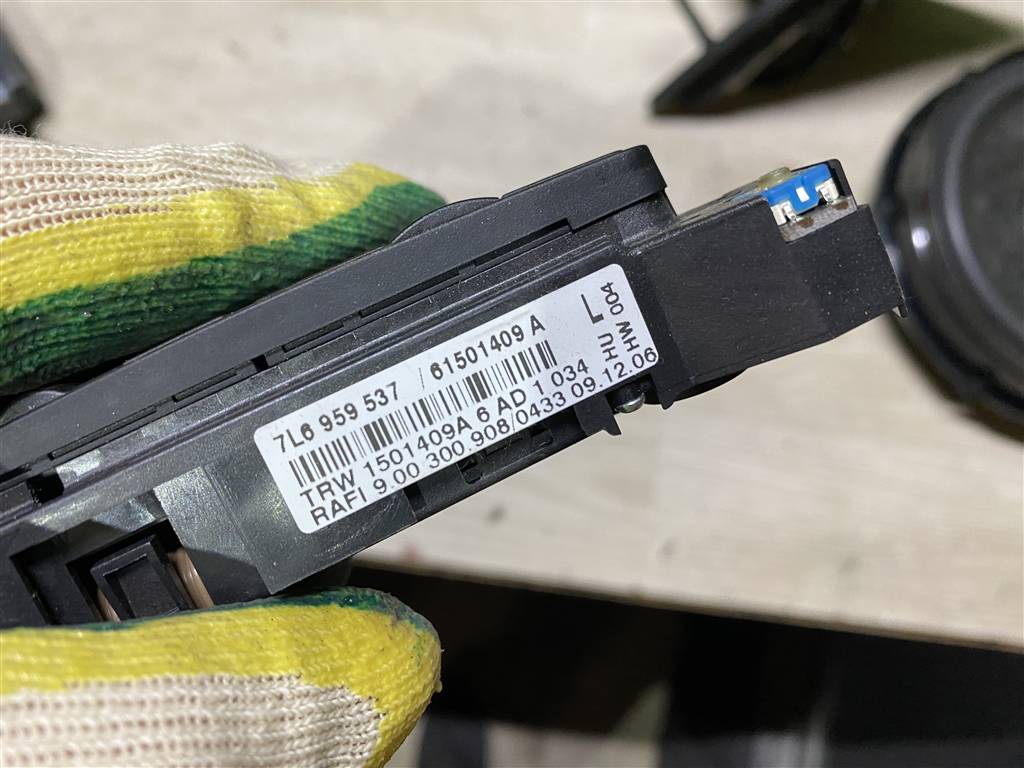 7L6 959 537 /61501409 A
TRW 1501409A 6 AD 1 034
RAFI 9.00 300.908/0433 09.12.06
L
HU
HW 004